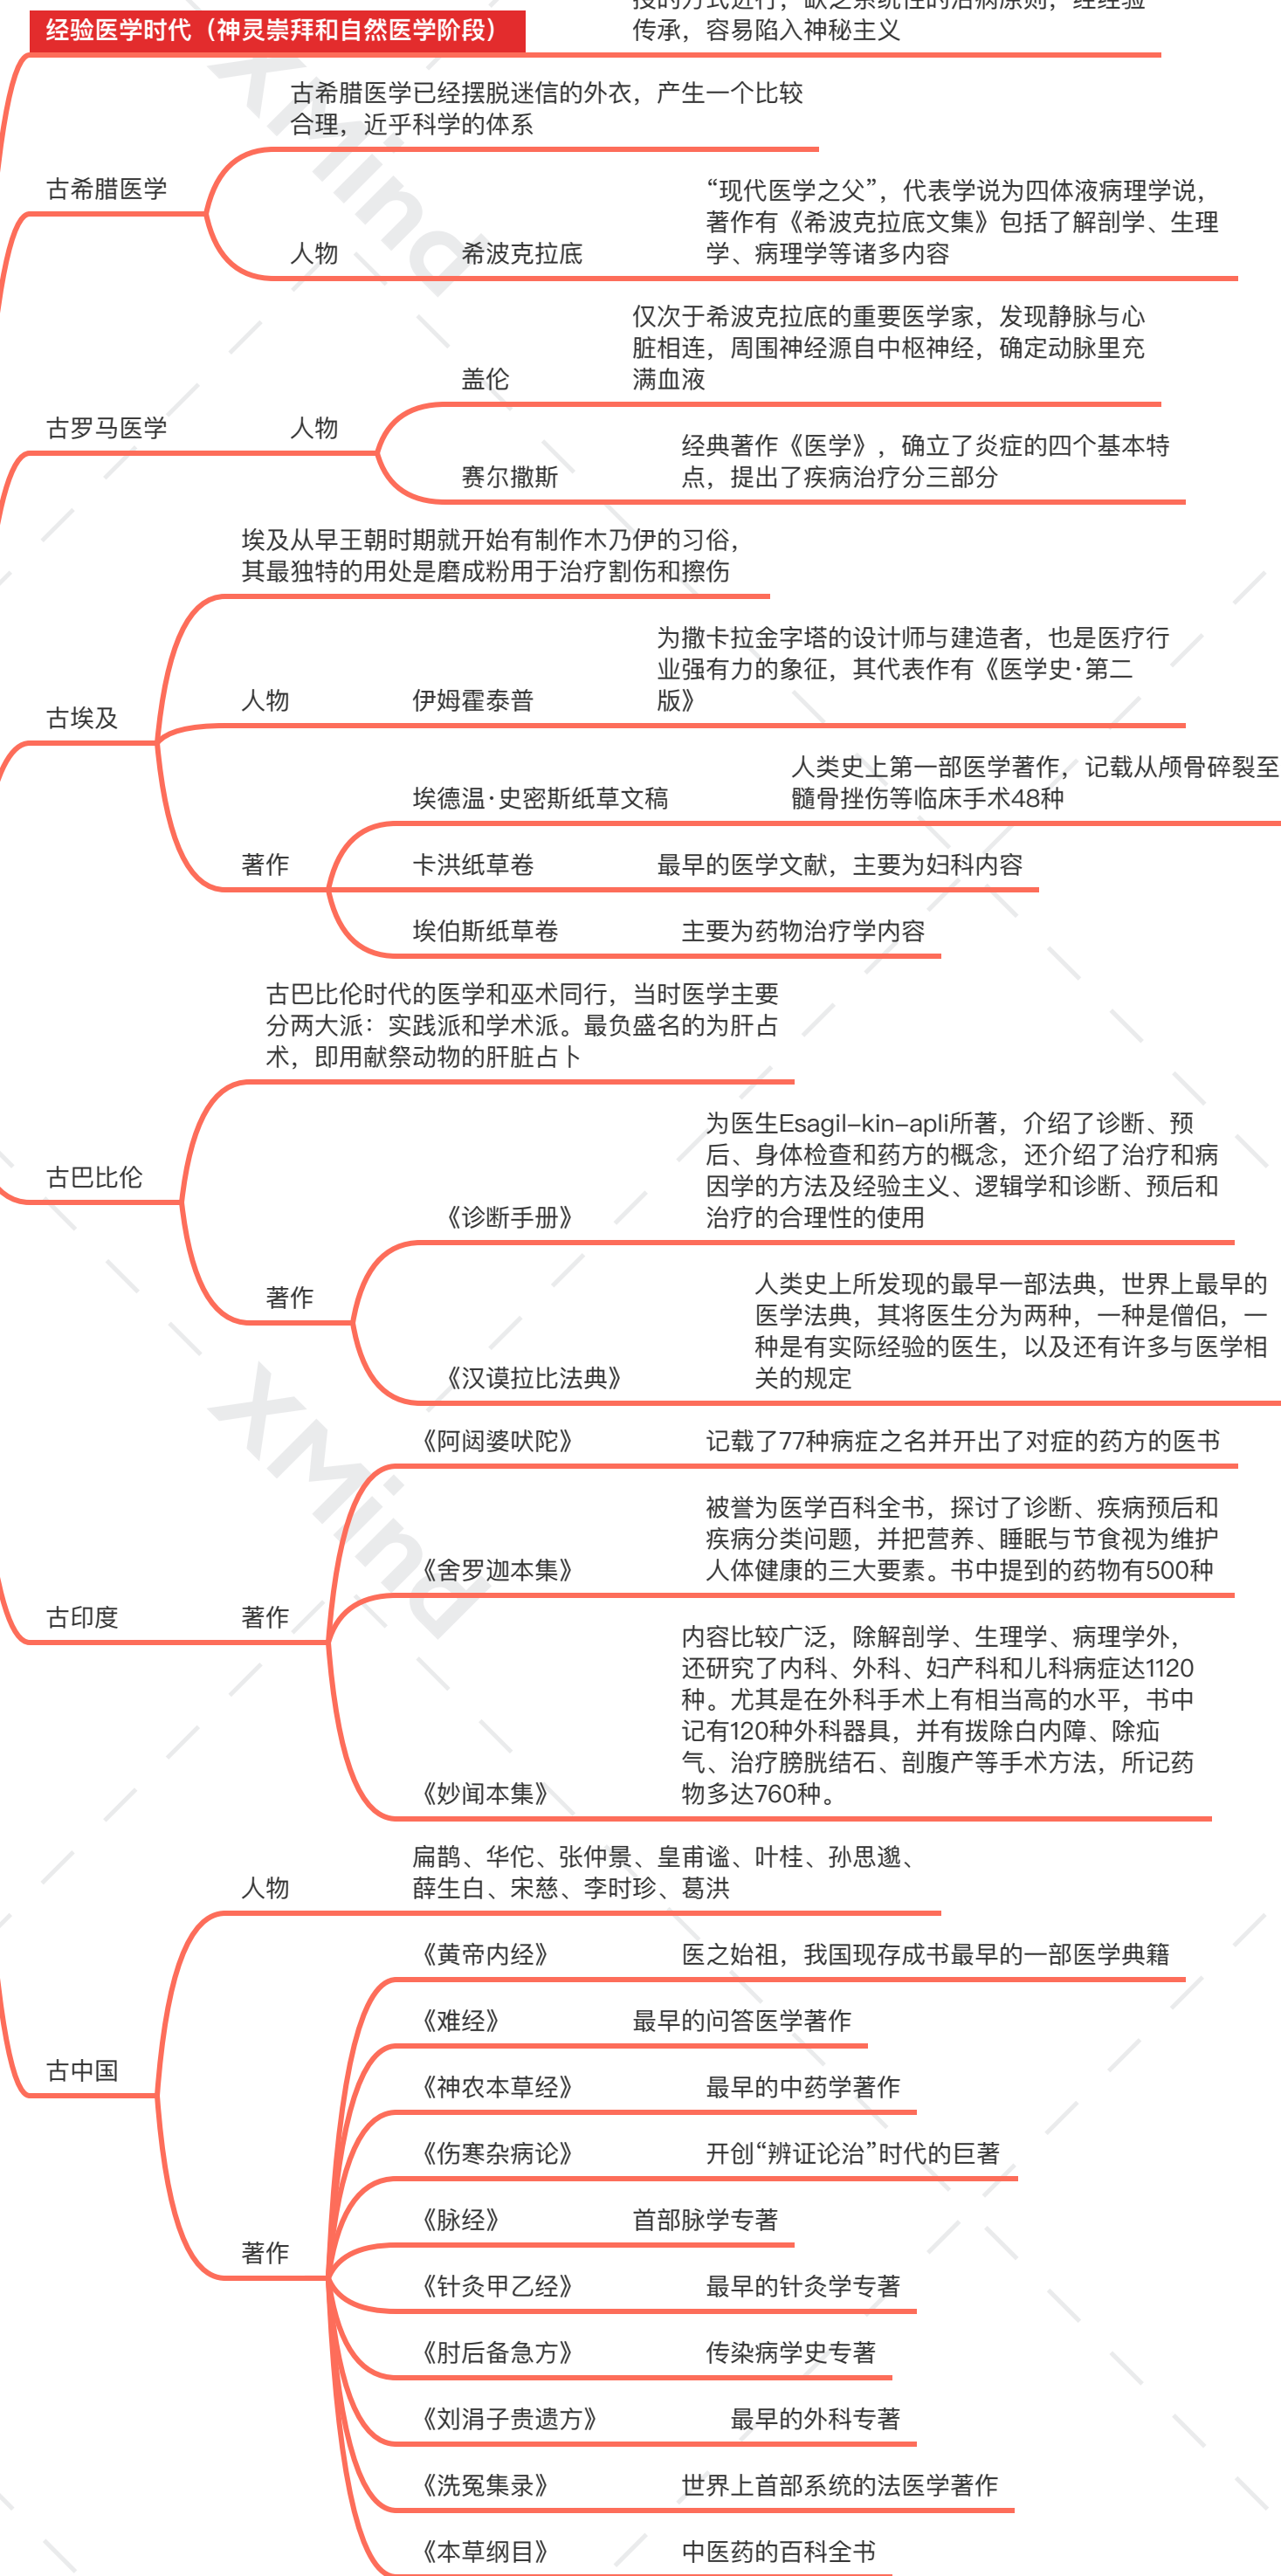 技的方式进行，缺乏系统性的治病原则，经经验
传承，容易陷入神秘主义
经验医学时代（神灵崇拜和自然医学阶段）
古希腊医学已经摆脱迷信的外衣，产生一个比较
合理，近乎科学的体系
古希腊医学
“现代医学之父”，代表学说为四体液病理学说，
著作有《希波克拉底文集》包括了解剖学、生理
学、病理学等诸多内容
人物
希波克拉底
仅次于希波克拉底的重要医学家，发现静脉与心
脏相连，周围神经源自中枢神经，确定动脉里充
满血液
盖伦
古罗马医学
人物
经典著作《医学》，确立了炎症的四个基本特
点，提出了疾病治疗分三部分
赛尔撒斯
埃及从早王朝时期就开始有制作木乃伊的习俗，
其最独特的用处是磨成粉用于治疗割伤和擦伤
为撒卡拉金字塔的设计师与建造者，也是医疗行
业强有力的象征，其代表作有《医学史·第二
版》
人物
伊姆霍泰普
古埃及
人类史上第一部医学著作，记载从颅骨碎裂至
髓骨挫伤等临床手术48种
埃德温·史密斯纸草文稿
著作
卡洪纸草卷
最早的医学文献，主要为妇科内容
埃伯斯纸草卷
主要为药物治疗学内容
古巴比伦时代的医学和巫术同行，当时医学主要
分两大派：实践派和学术派。最负盛名的为肝占
术，即用献祭动物的肝脏占卜
古巴比伦
为医生Esagil-kin-apli所著，介绍了诊断、预
后、身体检查和药方的概念，还介绍了治疗和病
因学的方法及经验主义、逻辑学和诊断、预后和
治疗的合理性的使用
《诊断手册》
著作
人类史上所发现的最早一部法典，世界上最早的
医学法典，其将医生分为两种，一种是僧侣，一
种是有实际经验的医生，以及还有许多与医学相
关的规定
《汉谟拉比法典》
《阿闼婆吠陀》
记载了77种病症之名并开出了对症的药方的医书
被誉为医学百科全书，探讨了诊断、疾病预后和
疾病分类问题，并把营养、睡眠与节食视为维护
人体健康的三大要素。书中提到的药物有500种
《舍罗迦本集》
古印度
著作
内容比较广泛，除解剖学、生理学、病理学外，
还研究了内科、外科、妇产科和儿科病症达1120
种。尤其是在外科手术上有相当高的水平，书中
记有120种外科器具，并有拨除白内障、除疝
气、治疗膀胱结石、剖腹产等手术方法，所记药
物多达760种。
《妙闻本集》
扁鹊、华佗、张仲景、皇甫谧、叶桂、孙思邈、
薛生白、宋慈、李时珍、葛洪
人物
《黄帝内经》
医之始祖，我国现存成书最早的一部医学典籍
《难经》
最早的问答医学著作
古中国
《神农本草经》
最早的中药学著作
《伤寒杂病论》
开创“辨证论治”时代的巨著
《脉经》
首部脉学专著
著作
《针灸甲乙经》
最早的针灸学专著
《肘后备急方》
传染病学史专著
《刘涓子贵遗方》
最早的外科专著
《洗冤集录》
世界上首部系统的法医学著作
《本草纲目》
中医药的百科全书
XMind
XMind